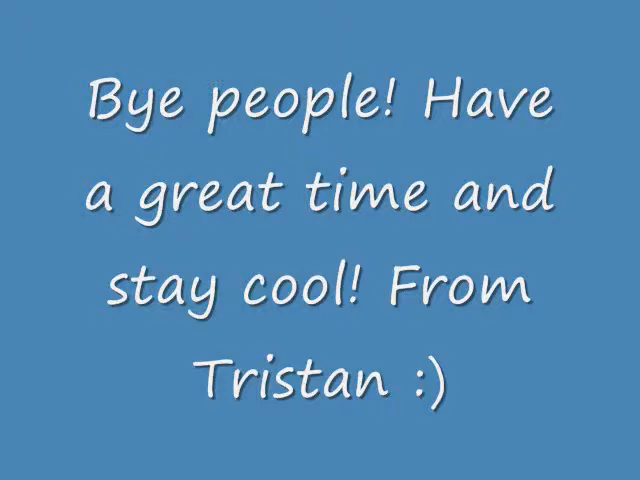 Bye people! Have
a great time and
stay cool! From
Tristan :)